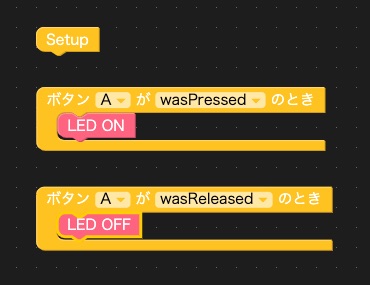 Setup
ボタン A が wasPressed のとき
LED ON
ボタン A が wasReleased のとき
LED OFF